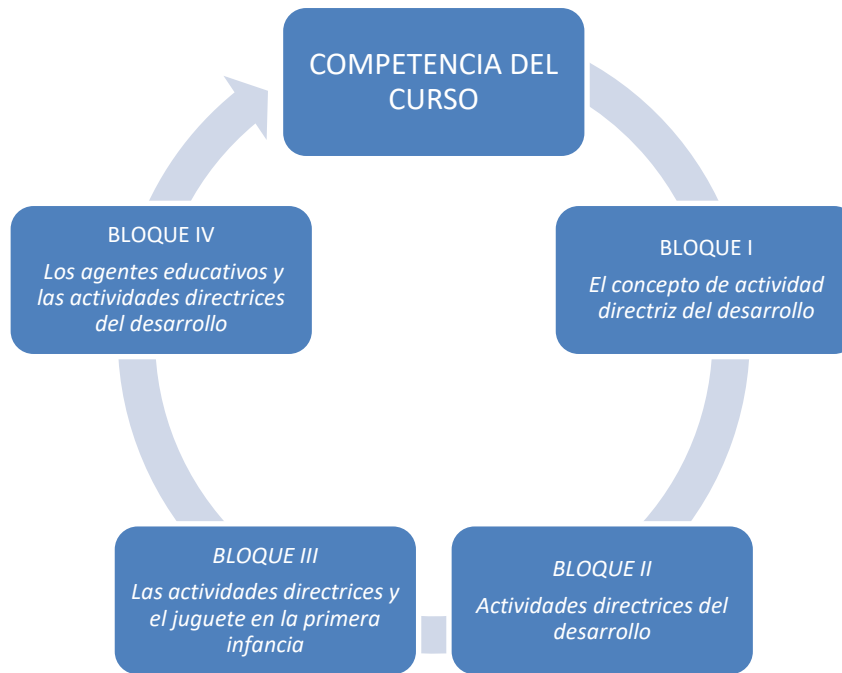 COMPETENCIA DEL
CURSO
BLOQUE I
El concepto de actividad
directriz del desarrollo
BLOQUE II
Actividades directrices del
desarrollo
BLOQUE III
Las actividades directrices y
el juguete en la primera
infancia
BLOQUE IV
Los agentes educativos y
las actividades directrices
del desarrollo